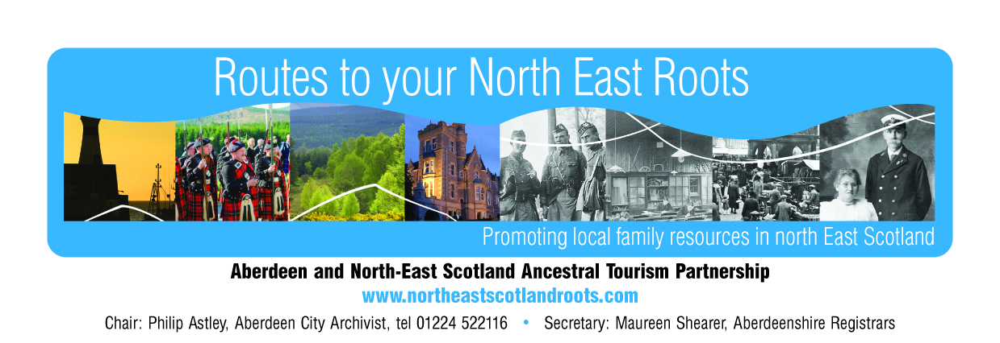 Routes to your North East Roots
Promoting local family resources in north East Scotland
Aberdeen and North-East Scotland Ancestral Tourism Partnership
www.northeastscotlandroots.com
Chair: Philip Astley, Aberdeen City Archivist, tel 01224 522116 • Secretary: Maureen Shearer, Aberdeenshire Registrars